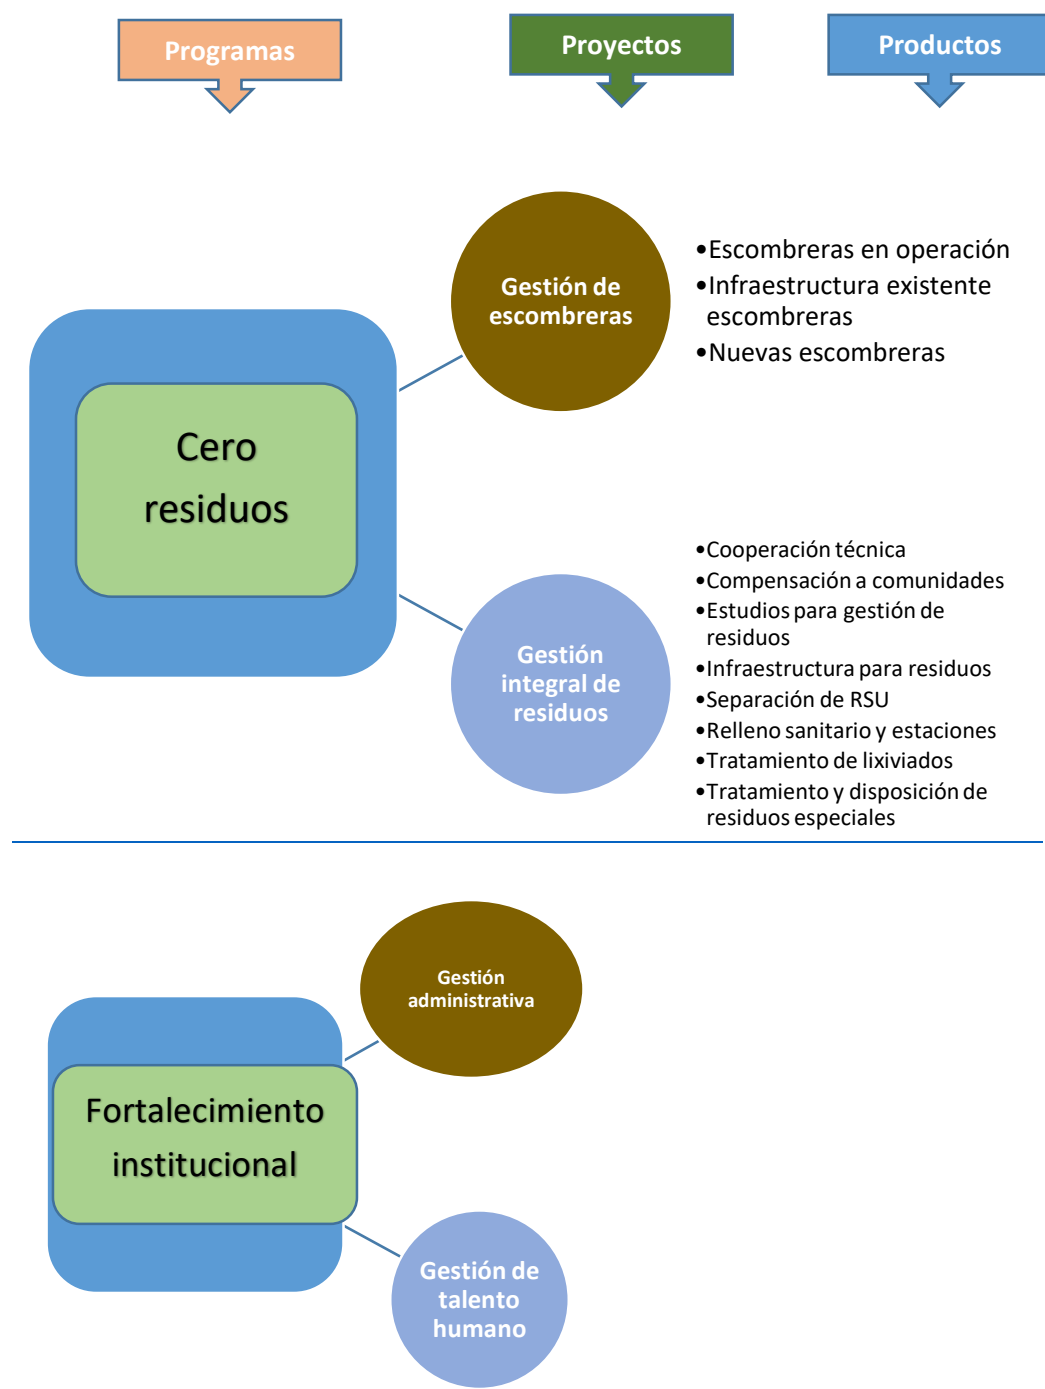 Programas
Proyectos
Productos
Gestión de
escombreras
•Escombreras en operación
•Infraestructura existente
escombreras
•Nuevas escombreras
Cero
residuos
Gestión
integral de
residuos
•Cooperación técnica
•Compensación a comunidades
•Estudios para gestión de
residuos
•Infraestructura para residuos
•Separación de RSU
•Relleno sanitario y estaciones
•Tratamiento de lixiviados
•Tratamiento y disposición de
residuos especiales
Gestión
administrativa
Fortalecimiento
institucional
Gestión de
talento
humano